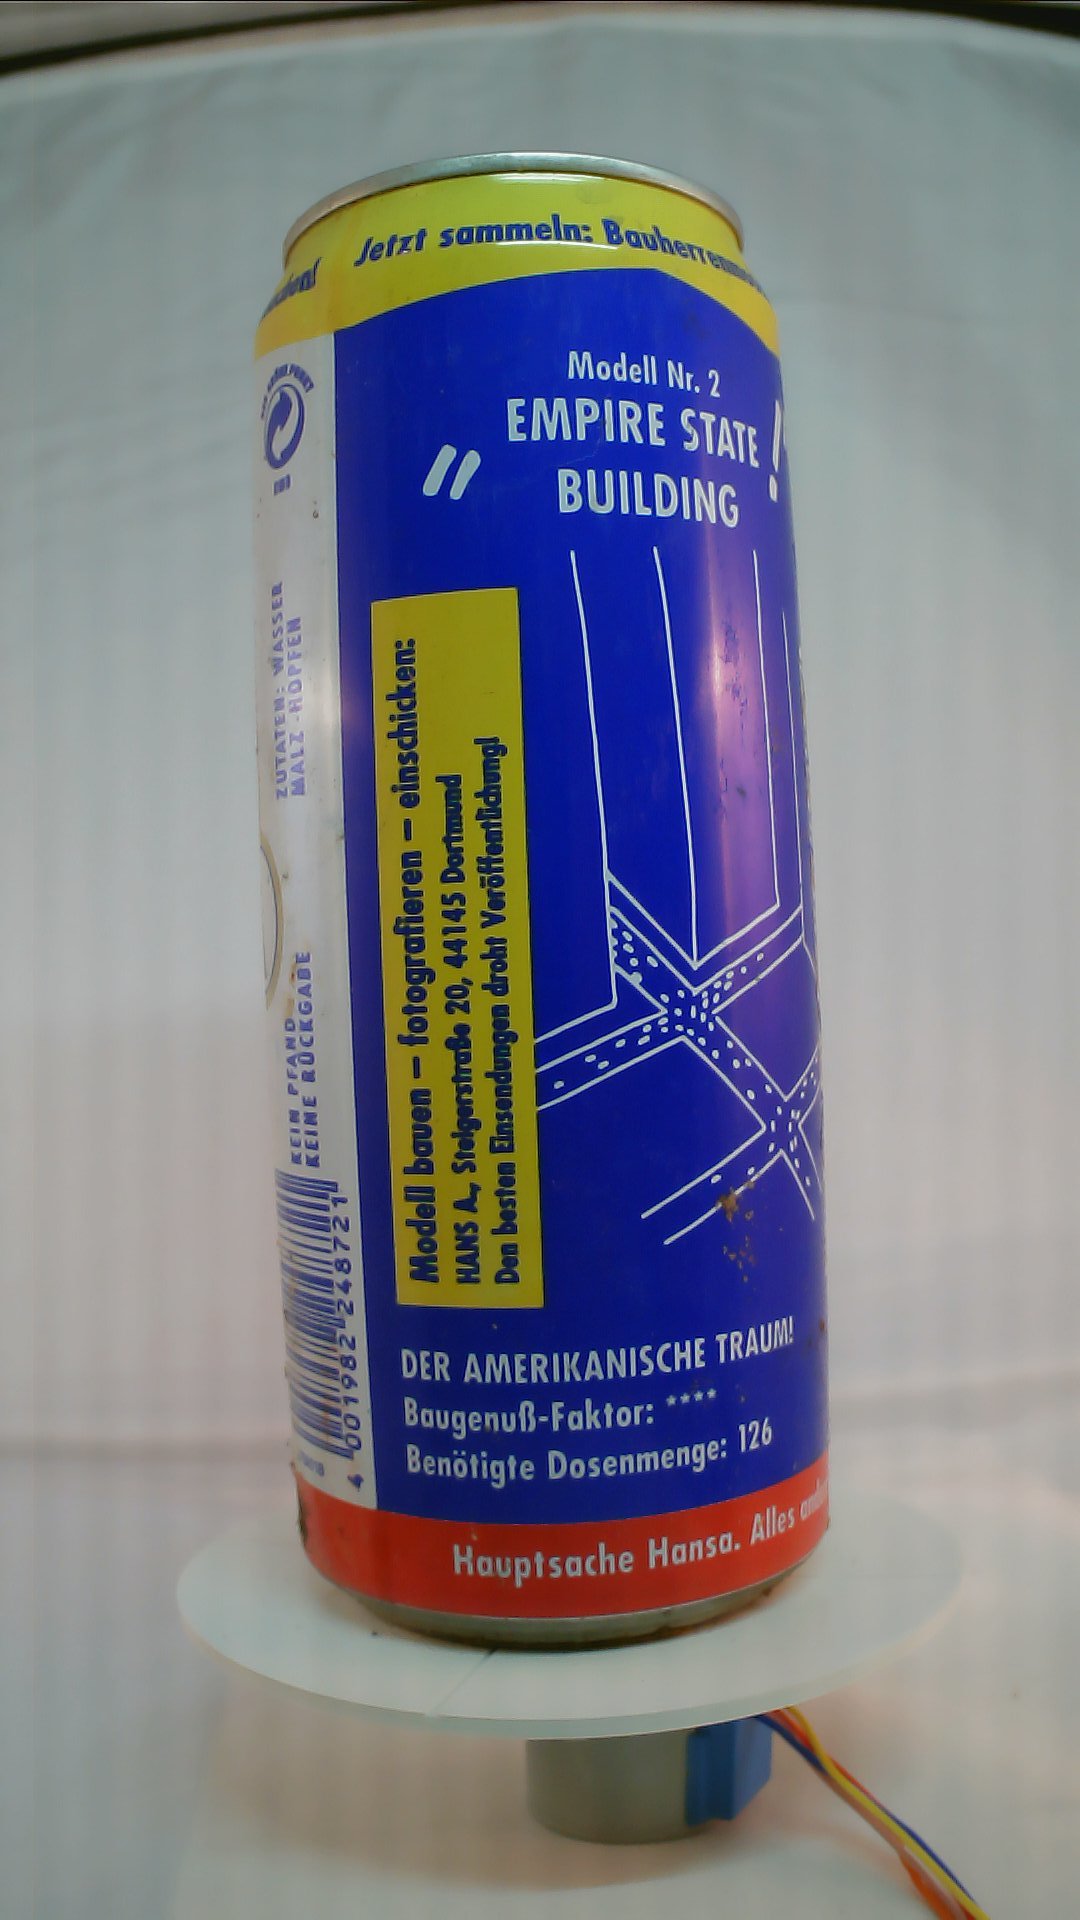 Jetzt sammeln: Bauherrenmo
Modell Nr. 2
EMPIRE STATE
BUILDING
!
Modell bauen – fotografieren – einschicken:
HANS A., Steigerstraße 20, 44145 Dortmund
Den besten Einsendungen droht Veröffentlichung!
ZUTATEN: WASSER
MALZ-HOPFEN
KEIN PFAND
KEINE RÜCKGABE
4 001982 248721
DER AMERIKANISCHE TRAUM!
Baugenuß-Faktor: ****
Benötigte Dosenmenge: 126
Hauptsache Hansa. Alles